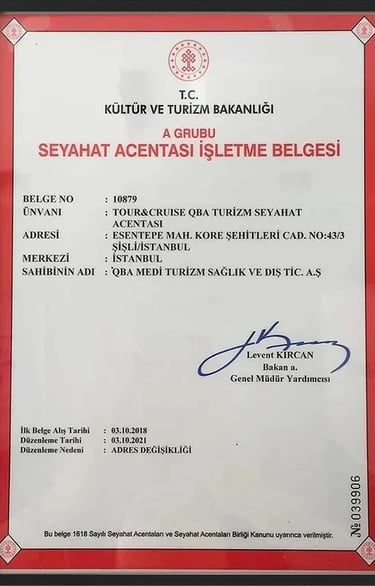 T.C.
KÜLTÜR VE TURİZM BAKANLIĞI
A GRUBU
SEYAHAT ACENTASI İŞLETME BELGESİ
BELGE NO : 10879
ÜNVANI : TOUR&CRUISE QBA TURİZM SEYAHAT
ACENTASI
ADRESİ : ESENTEPE MAH. KORE ŞEHİTLERİ CAD. NO:43/3
ŞİŞLİ/İSTANBUL
MERKEZİ : İSTANBUL
SAHİBİNİN ADI : QBA MEDİ TURİZM SAĞLIK VE DIŞ TİC. A.Ş
Levent KIRCAN
Bakan a.
Genel Müdür Yardımcısı
İlk Belge Alış Tarihi : 03.10.2018
Düzenleme Tarihi : 03.10.2021
Düzenleme Nedeni : ADRES DEĞİŞİKLİĞİ
№ 039906
Bu belge 1618 Sayılı Seyahat Acentaları ve Seyahat Acentaları Birliği Kanunu uyarınca verilmiştir.